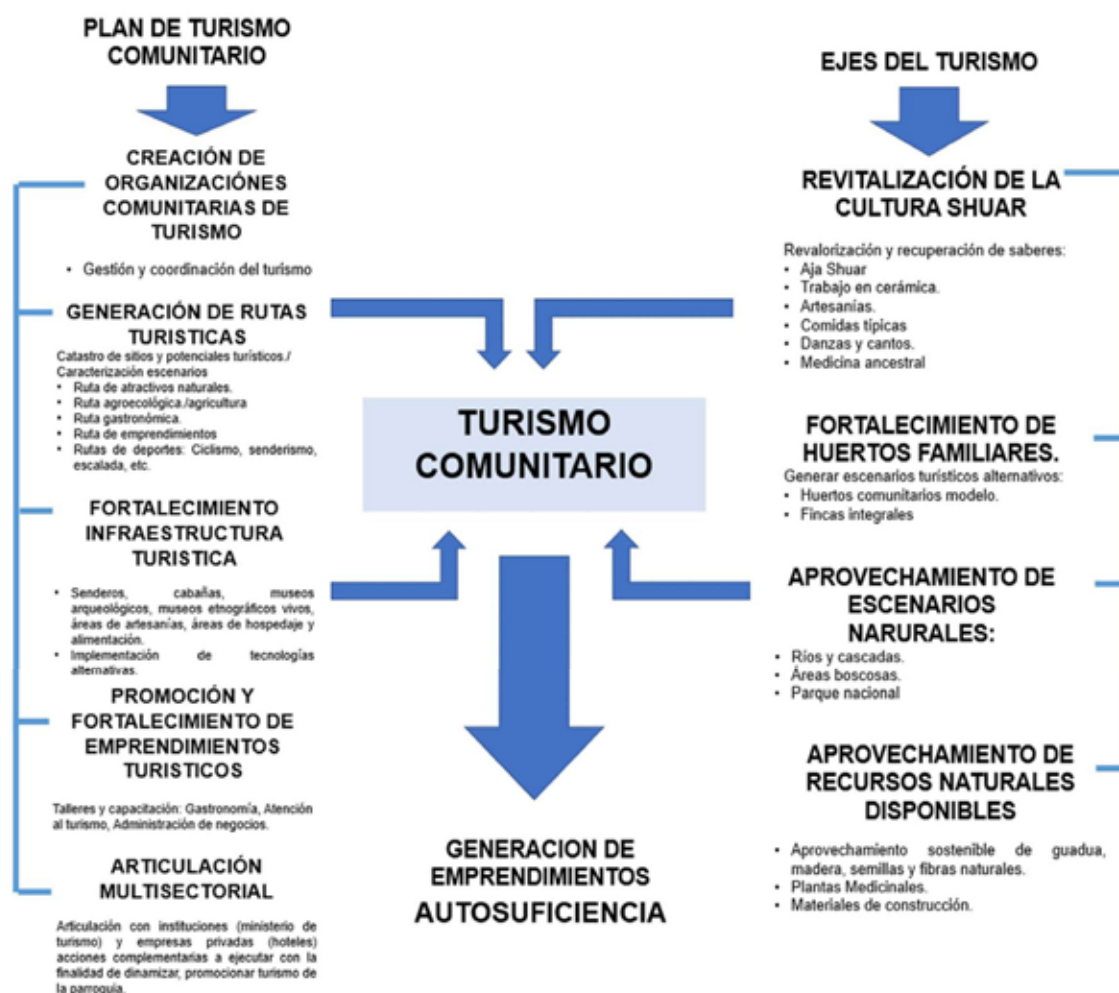 PLAN DE TURISMO
COMUNITARIO
CREACIÓN DE
ORGANIZACIÓNES
COMUNITARIAS DE
TURISMO
• Gestión y coordinación del turismo
GENERACIÓN DE RUTAS
TURISTICAS
Catastro de sitios y potenciales turísticos./
Caracterización escenarios
• Ruta de atractivos naturales.
• Ruta agroecológica./agricultura
• Ruta gastronómica.
• Ruta de emprendimientos
• Rutas de deportes: Ciclismo, senderismo,
escalada, etc.
FORTALECIMIENTO
INFRAESTRUCTURA
TURISTICA
• Senderos, cabañas, museos
arqueológicos, museos etnográficos vivos,
áreas de artesanías, áreas de hospedaje y
alimentación.
• Implementación de tecnologías
alternativas.
PROMOCIÓN Y
FORTALECIMIENTO DE
EMPRENDIMIENTOS
TURISTICOS
Talleres y capacitación: Gastronomía, Atención
al turismo, Administración de negocios.
ARTICULACIÓN
MULTISECTORIAL
Articulación con instituciones (ministerio de
turismo) y empresas privadas (hoteles)
acciones complementarias a ejecutar con la
finalidad de dinamizar, promocionar turismo de
la parroquia.
TURISMO
COMUNITARIO
GENERACION DE
EMPRENDIMIENTOS
AUTOSUFICIENCIA
EJES DEL TURISMO
REVITALIZACIÓN DE LA
CULTURA SHUAR
Revalorización y recuperación de saberes:
• Aja Shuar
• Trabajo en cerámica.
• Artesanías.
• Comidas típicas
• Danzas y cantos.
• Medicina ancestral
FORTALECIMIENTO DE
HUERTOS FAMILIARES.
Generar escenarios turísticos alternativos:
• Huertos comunitarios modelo.
• Fincas integrales
APROVECHAMIENTO DE
ESCENARIOS
NARURALES:
• Ríos y cascadas.
• Áreas boscosas.
• Parque nacional
APROVECHAMIENTO DE
RECURSOS NATURALES
DISPONIBLES
• Aprovechamiento sostenible de guadua,
madera, semillas y fibras naturales.
• Plantas Medicinales.
• Materiales de construcción.